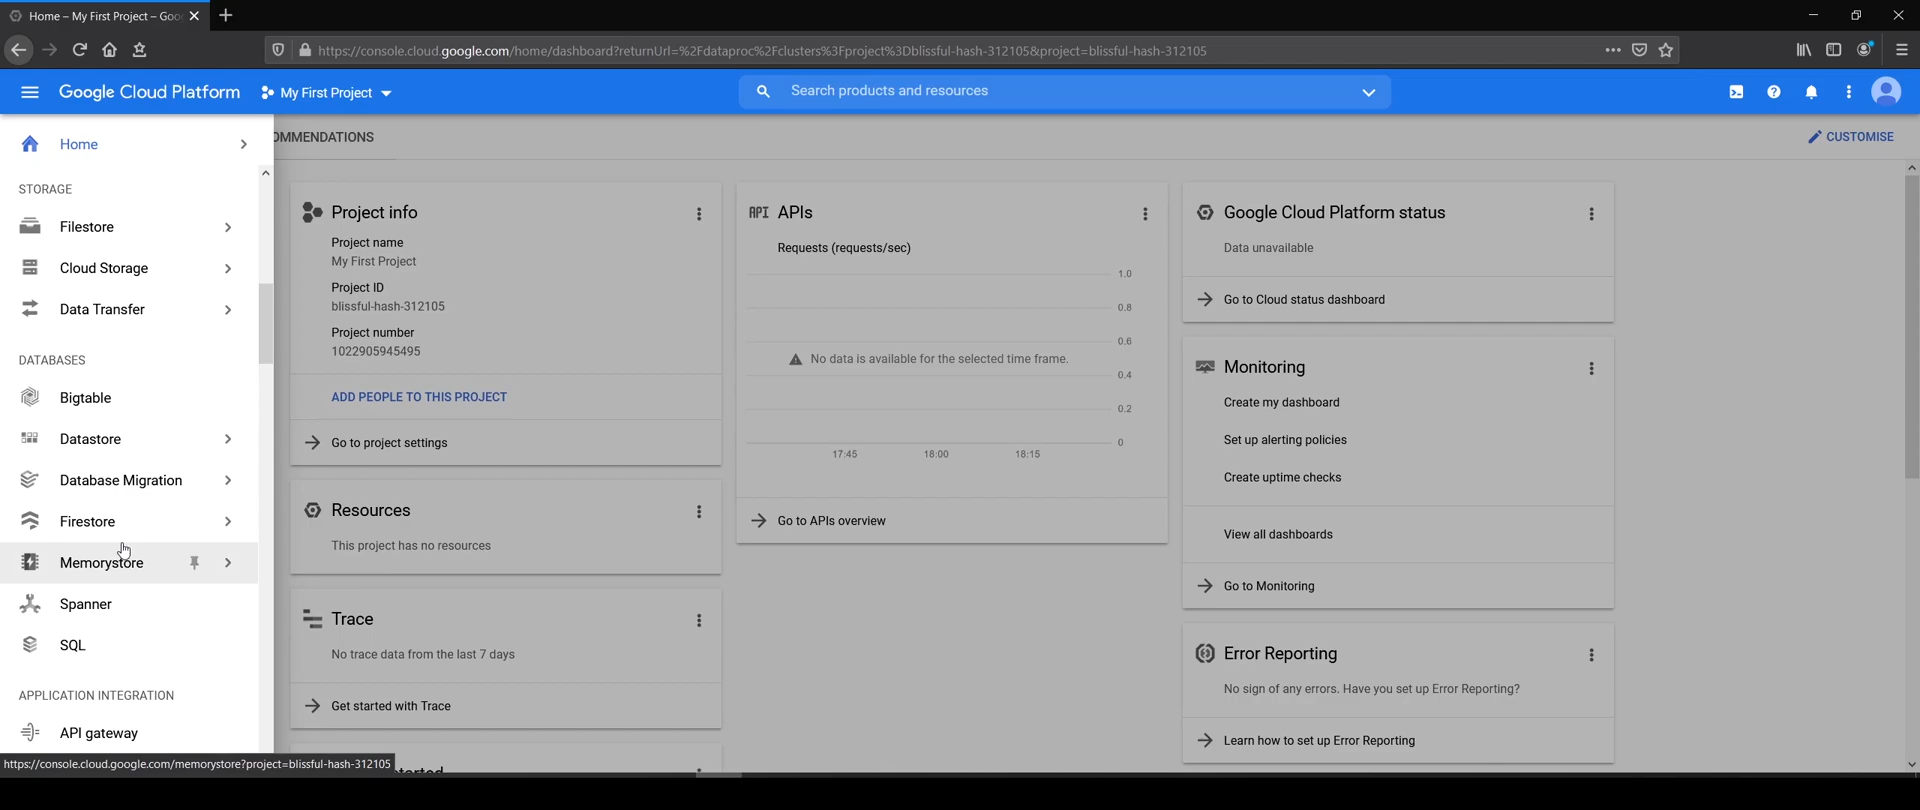 Home – My First Project – Goo
https://console.cloud.google.com/home/dashboard?returnUrl=%2Fdataproc%2Fclusters%3Fproject%3Dblissful-hash-312105&project=blissful-hash-312105
Google Cloud Platform
My First Project
Search products and resources
Home
OMMENDATIONS
CUSTOMISE
STORAGE
Filestore
Cloud Storage
Data Transfer
DATABASES
Bigtable
Datastore
Database Migration
Firestore
Memorystore
Spanner
SQL
APPLICATION INTEGRATION
API gateway
https://console.cloud.google.com/memorystore?project=blissful-hash-312105
Project info
Project name
My First Project
Project ID
blissful-hash-312105
Project number
1022905945495
ADD PEOPLE TO THIS PROJECT
Go to project settings
Resources
This project has no resources
Trace
No trace data from the last 7 days
Get started with Trace
API APIs
Requests (requests/sec)
1.0
0.8
0.6
No data is available for the selected time frame.
0.4
0.2
0
17:45 18:00 18:15
Go to APIs overview
Google Cloud Platform status
Data unavailable
Go to Cloud status dashboard
Monitoring
Create my dashboard
Set up alerting policies
Create uptime checks
View all dashboards
Go to Monitoring
Error Reporting
No sign of any errors. Have you set up Error Reporting?
Learn how to set up Error Reporting